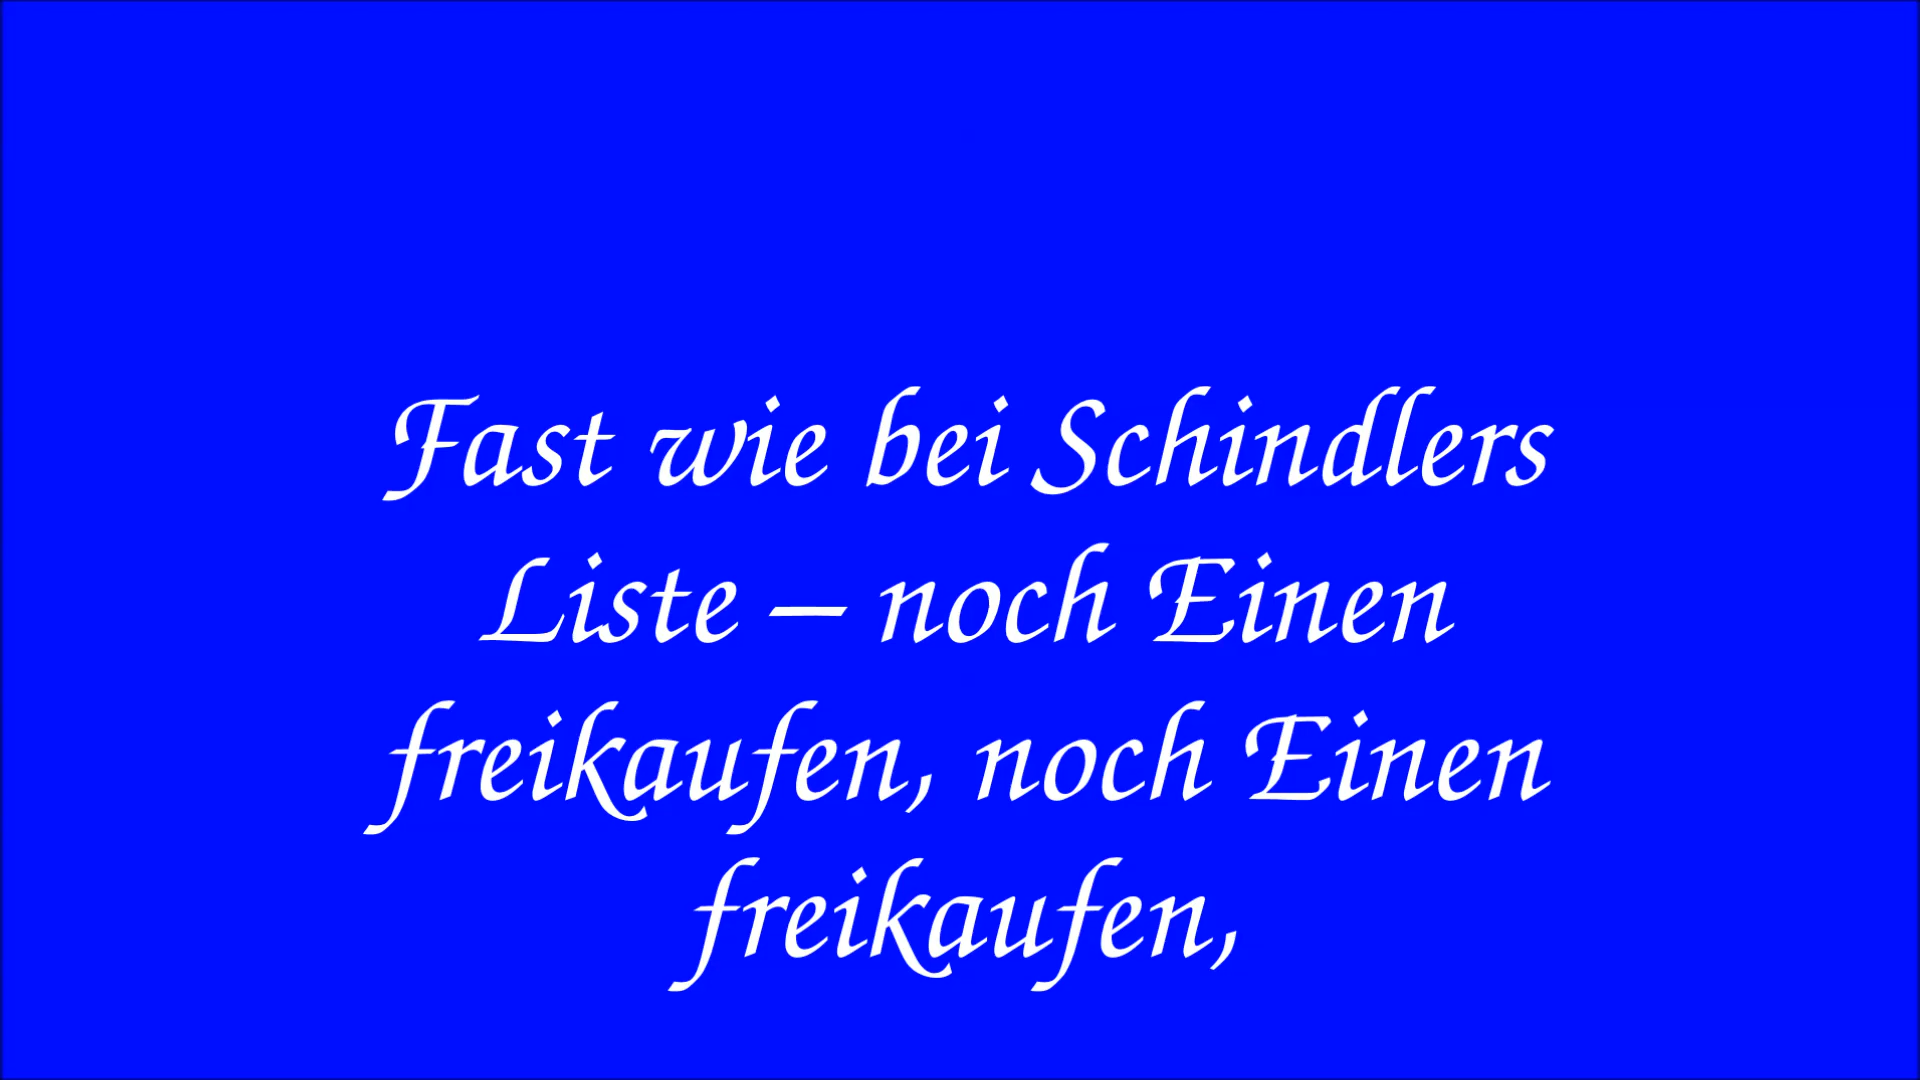 Fast wie bei Schindlers
Liste – noch Einen
freikaufen, noch Einen
freikaufen,